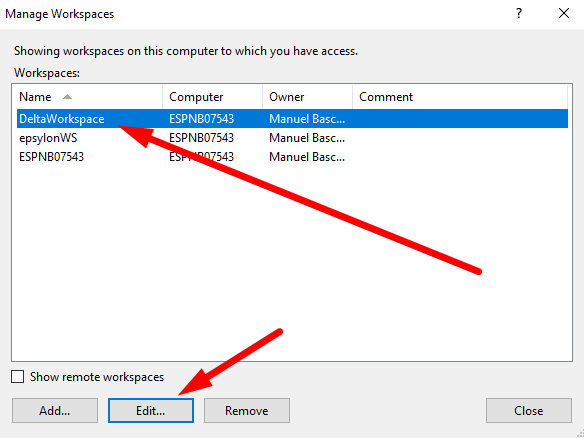 Manage Workspaces
Showing workspaces on this computer to which you have access.
Workspaces:
Name Computer Owner Comment
DeltaWorkspace ESPNB07543 Manuel Basc...
epsylonWS ESPNB07543 Manuel Basc...
ESPNB07543 ESPNB07543 Manuel Basc...
Show remote workspaces
Add... Edit... Remove Close